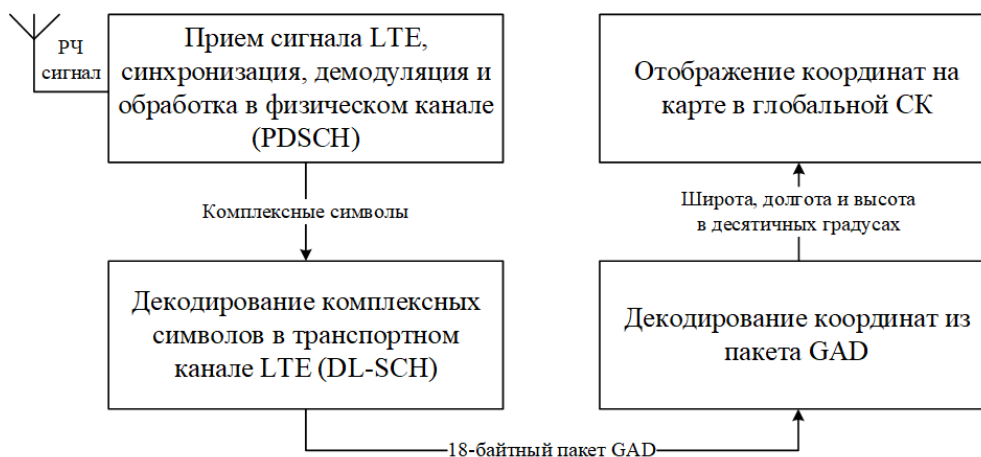 РЧ
сигнал
Прием сигнала LTE,
синхронизация, демодуляция и
обработка в физическом канале
(PDSCH)
Комплексные символы
Декодирование комплексных
символов в транспортном
канале LTE (DL-SCH)
18-байтный пакет GAD
Декодирование координат из
пакета GAD
Широта, долгота и высота
в десятичных градусах
Отображение координат на
карте в глобальной СК